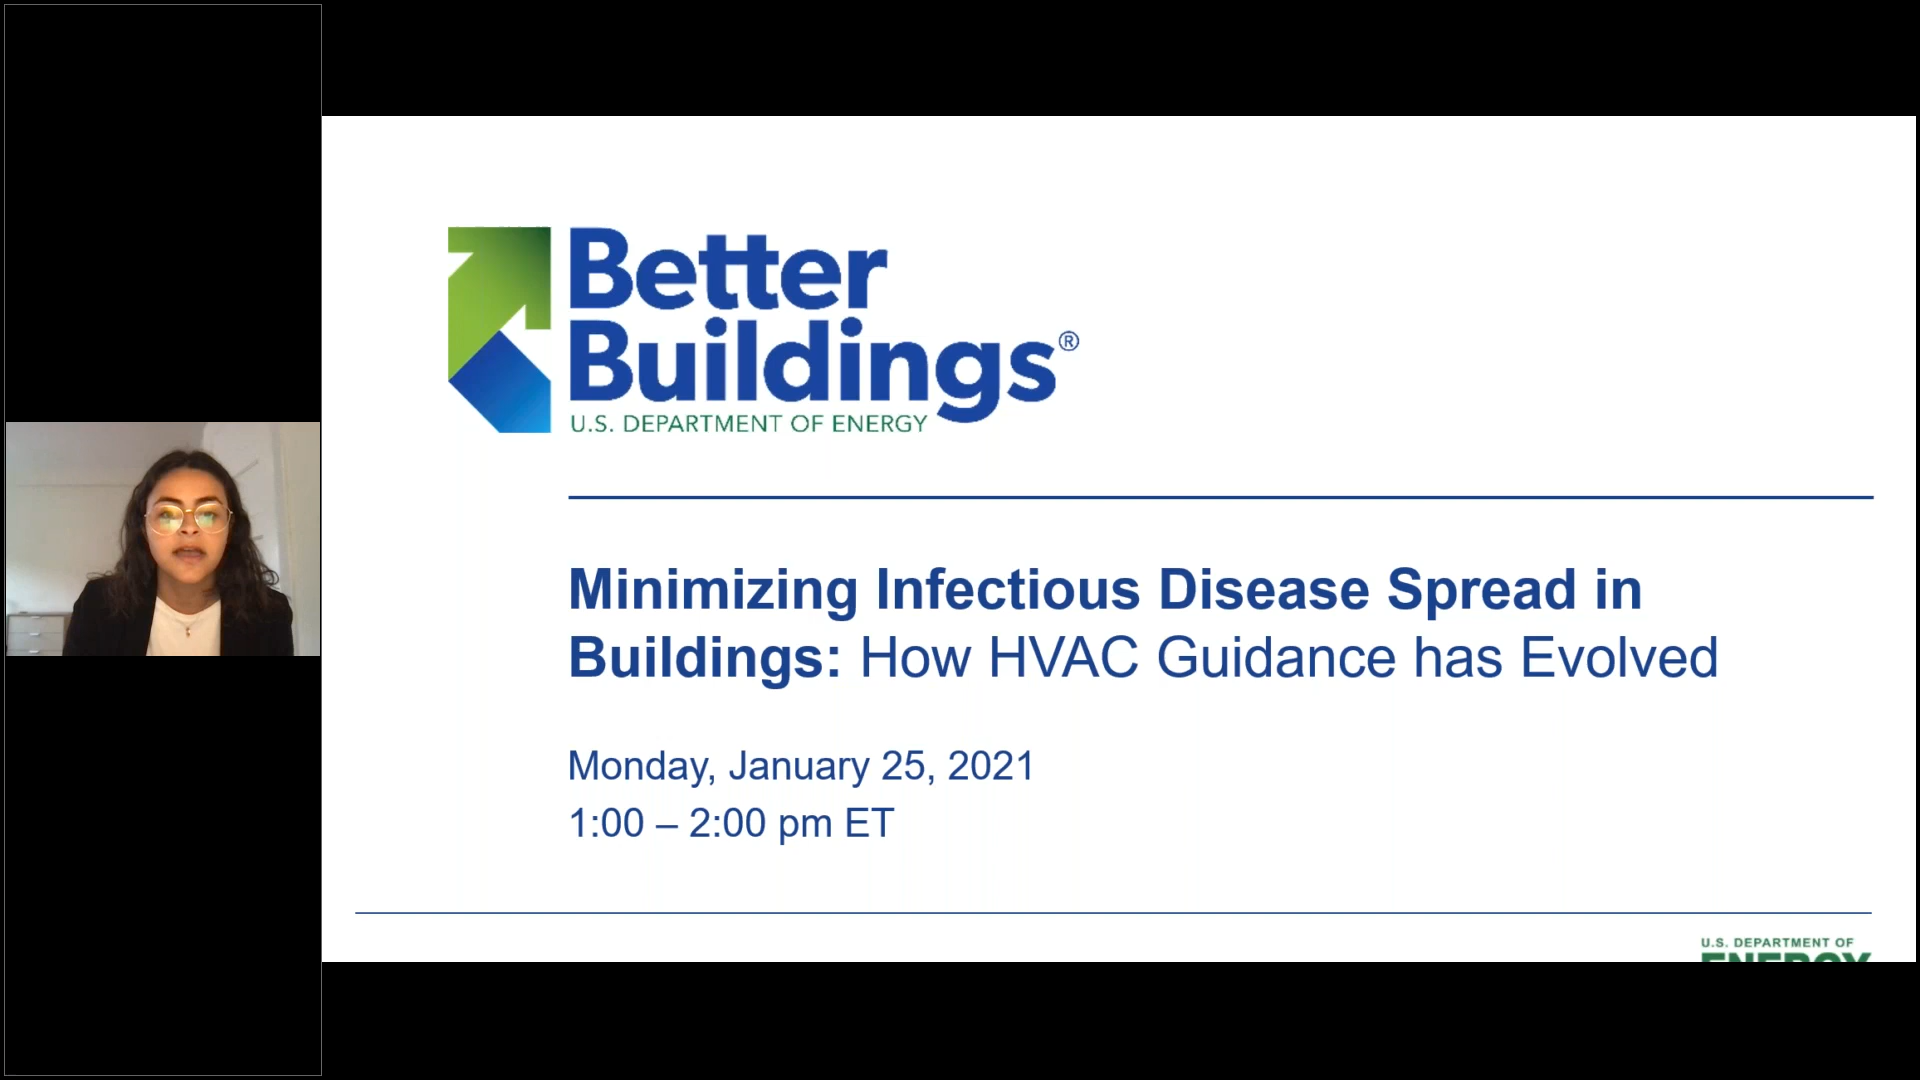 Better
Buildings®
U.S. DEPARTMENT OF ENERGY
Minimizing Infectious Disease Spread in
Buildings: How HVAC Guidance has Evolved
Monday, January 25, 2021
1:00 – 2:00 pm ET
U.S. DEPARTMENT OF
ENERGY